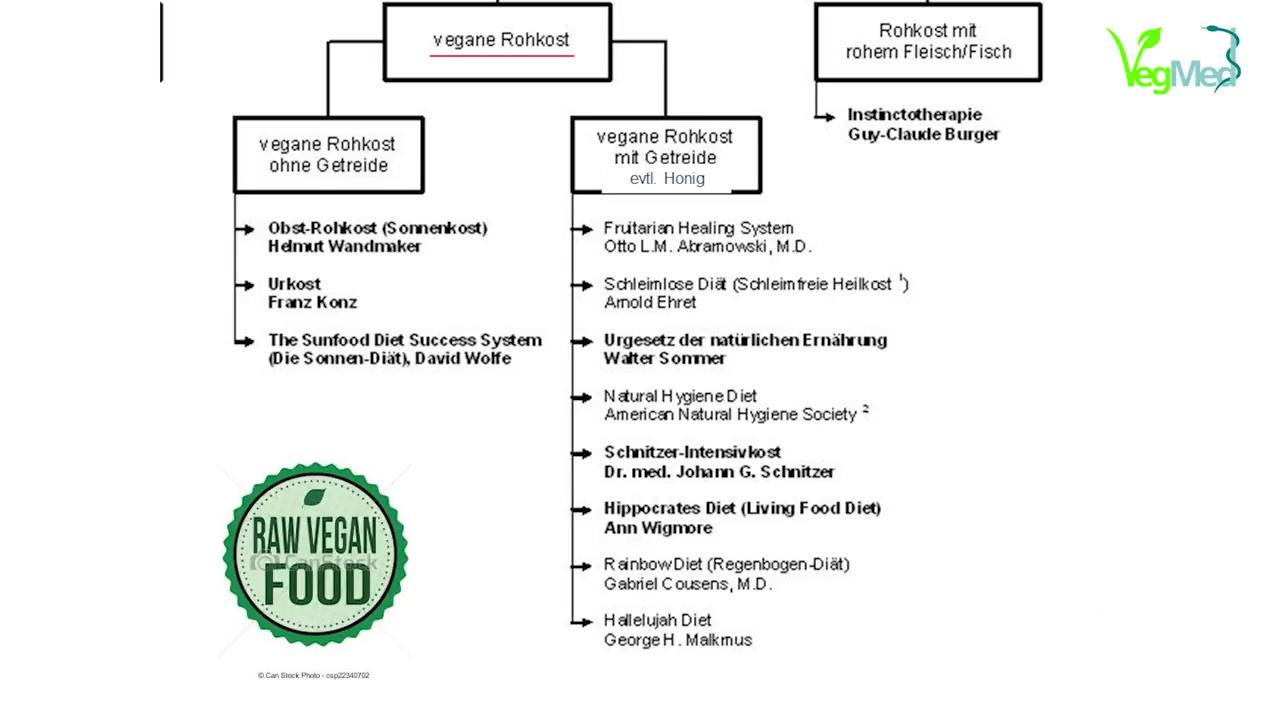 vegane Rohkost
Rohkost mit
rohem Fleisch/Fisch
VegMed
Instinctotherapie
Guy-Claude Burger
vegane Rohkost
ohne Getreide
vegane Rohkost
mit Getreide
evtl. Honig
Obst-Rohkost (Sonnenkost)
Helmut Wandmaker
Urkost
Franz Konz
The Sunfood Diet Success System
(Die Sonnen-Diät), David Wolfe
Fruitarian Healing System
Otto L.M. Abramowski, M.D.
Schleimlose Diät (Schleimfreie Heilkost ¹)
Arnold Ehret
Urgesetz der natürlichen Ernährung
Walter Sommer
Natural Hygiene Diet
American Natural Hygiene Society ²
Schnitzer-Intensivkost
Dr. med. Johann G. Schnitzer
Hippocrates Diet (Living Food Diet)
Ann Wigmore
Rainbow Diet (Regenbogen-Diät)
Gabriel Cousens, M.D.
Hallelujah Diet
George H. Malkmus
RAW VEGAN
CanStock
FOOD
© Can Stock Photo - csp22340702